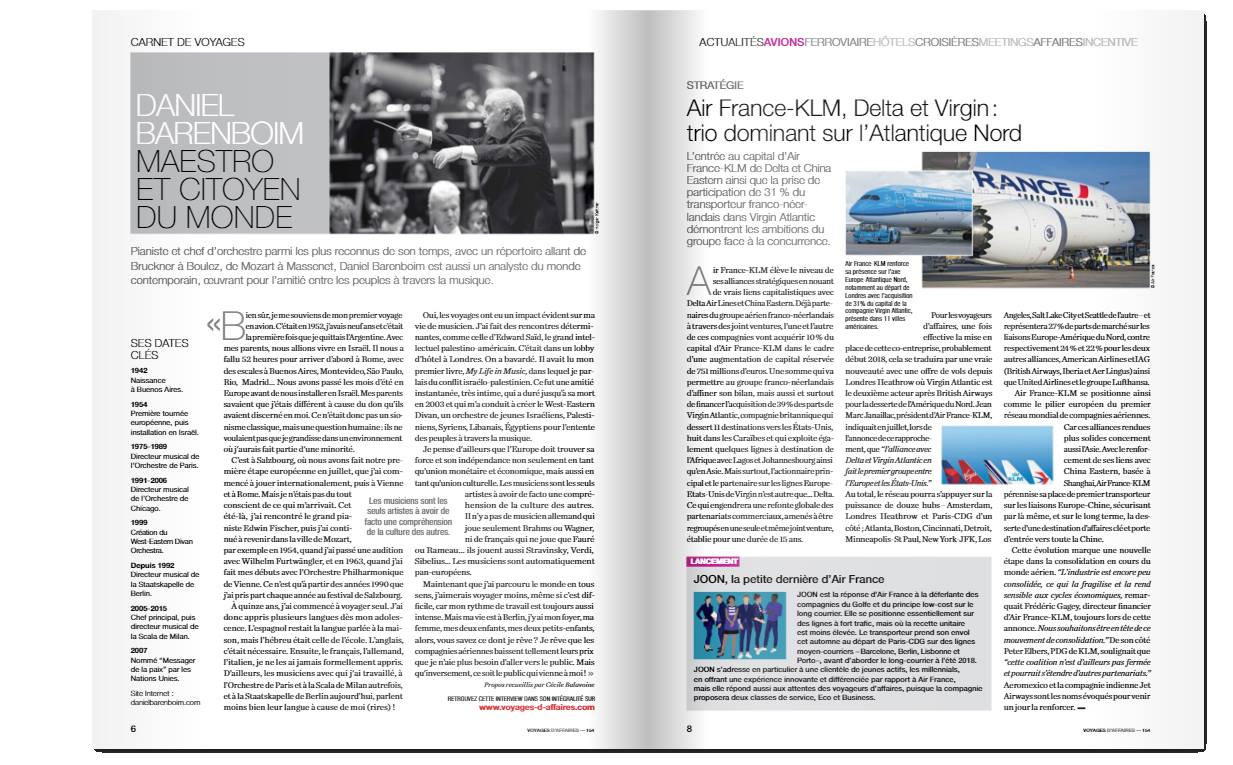 CARNET DE VOYAGES
DANIEL
BARENBOIM
MAESTRO
ET CITOYEN
DU MONDE
Pianiste et chef d'orchestre parmi les plus reconnus de son temps, avec un répertoire allant de
Bruckner à Boulez, de Mozart à Massenet, Daniel Barenboim est aussi un analyste du monde
contemporain, œuvrant pour l'amitié entre les peuples à travers la musique.
SES DATES
CLÉS
1942
Naissance
à Buenos Aires.
1954
Première tournée
européenne, puis
installation en Israël.
1975-1989
Directeur musical de
l'Orchestre de Paris.
1991-2006
Directeur musical
de l'Orchestre de
Chicago.
1999
Création du
West-Eastern Divan
Orchestra.
Depuis 1992
Directeur musical de
la Staatskapelle de
Berlin.
2005-2015
Chef principal, puis
directeur musical de
la Scala de Milan.
2007
Nommé "Messager
de la paix" par les
Nations Unies.
Site Internet :
danielbarenboim.com
«Bien sûr, je me souviens de mon premier voyage
en avion. C'était en 1952, j'avais neuf ans et c'était
la première fois que je quittais l'Argentine. Avec
mes parents, nous allions vivre en Israël. Il nous a
fallu 52 heures pour arriver d'abord à Rome, avec
des escales à Buenos Aires, Montevideo, São Paulo,
Rio, Madrid... Nous avons passé les mois d'été en
Europe avant de nous installer en Israël. Mes parents
savaient que j'étais différent à cause du don qu'ils
avaient discerné en moi. Ce n'était donc pas un sio-
nisme classique, mais une question humaine : ils ne
voulaient pas que je grandisse dans un environnement
où j'aurais fait partie d'une minorité.
C'est à Salzbourg, où nous avons fait notre pre-
mière étape européenne en juillet, que j'ai com-
mencé à jouer internationalement, puis à Vienne
et à Rome. Mais je n'étais pas du tout
conscient de ce qui m'arrivait. Cet
été-là, j'ai rencontré le grand pia-
niste Edwin Fischer, puis j'ai conti-
nué à revenir dans la ville de Mozart,
par exemple en 1954, quand j'ai passé une audition
avec Wilhelm Furtwängler, et en 1963, quand j'ai
fait mes débuts avec l'Orchestre Philharmonique
de Vienne. Ce n'est qu'à partir des années 1990 que
j'ai pris part chaque année au festival de Salzbourg.
À quinze ans, j'ai commencé à voyager seul. J'ai
donc appris plusieurs langues dès mon adoles-
cence. L'espagnol restait la langue parlée à la mai-
son, mais l'hébreu était celle de l'école. L'anglais,
c'était nécessaire. Ensuite, le français, l'allemand,
l'italien, je ne les ai jamais formellement appris.
D'ailleurs, les musiciens avec qui j'ai travaillé, à
l'Orchestre de Paris et à la Scala de Milan autrefois,
et à la Staatskapelle de Berlin aujourd'hui, parlent
moins bien leur langue à cause de moi (rires) !
Oui, les voyages ont eu un impact évident sur ma
vie de musicien. J'ai fait des rencontres détermi-
nantes, comme celle d'Edward Saïd, le grand intel-
lectuel palestino-américain. C'était dans un lobby
d'hôtel à Londres. On a bavardé. Il avait lu mon
premier livre, My Life in Music, dans lequel je par-
lais du conflit israélo-palestinien. Ce fut une amitié
instantanée, très intime, qui a duré jusqu'à sa mort
en 2003 et qui m'a conduit à créer le West-Eastern
Divan, un orchestre de jeunes Israéliens, Palesti-
niens, Syriens, Libanais, Égyptiens pour l'entente
des peuples à travers la musique.
Je pense d'ailleurs que l'Europe doit trouver sa
force et son indépendance non seulement en tant
qu'union monétaire et économique, mais aussi en
tant qu'union culturelle. Les musiciens sont les seuls
artistes à avoir de facto une compré-
hension de la culture des autres.
Il n'y a pas de musicien allemand qui
joue seulement Brahms ou Wagner,
ni de français qui ne joue que Fauré
ou Rameau... ils jouent aussi Stravinsky, Verdi,
Sibelius... Les musiciens sont automatiquement
pan-européens.
Maintenant que j'ai parcouru le monde en tous
sens, j'aimerais voyager moins, même si c'est dif-
ficile, car mon rythme de travail est toujours aussi
intense. Mais ma vie est à Berlin, j'y ai mon foyer, ma
femme, mes deux enfants, mes deux petits-enfants,
alors, vous savez ce dont je rêve ? Je rêve que les
compagnies aériennes baissent tellement leurs prix
que je n'aie plus besoin d'aller vers le public. Mais
qu'inversement, ce soit le public qui vienne à moi ! »
Propos recueillis par Cécile Balavoine
Les musiciens sont les
seuls artistes à avoir de
facto une compréhension
de la culture des autres.
RETROUVEZ CETTE INTERVIEW DANS SON INTÉGRALITÉ SUR
www.voyages-d-affaires.com
6
VOYAGES D'AFFAIRES — 154
ACTUALITÉSAVIONSFERROVIAIREHÔTELSCROISIÈRESMEETINGSAFFAIRESINCENTIVE
STRATÉGIE
Air France-KLM, Delta et Virgin :
trio dominant sur l'Atlantique Nord
L'entrée au capital d'Air
France-KLM de Delta et China
Eastern ainsi que la prise de
participation de 31 % du
transporteur franco-néer-
landais dans Virgin Atlantic
démontrent les ambitions du
groupe face à la concurrence.
RANCE
Air France-KLM renforce
sa présence sur l'axe
Europe-Atlantique Nord,
notamment au départ de
Londres avec l'acquisition
de 31% du capital de la
compagnie Virgin Atlantic,
présente dans 11 villes
américaines.
Air France-KLM élève le niveau de
ses alliances stratégiques en nouant
de vrais liens capitalistiques avec
Delta Air Lines et China Eastern. Déjà parte-
naires du groupe aérien franco-néerlandais
à travers des joint ventures, l'une et l'autre
de ces compagnies vont acquérir 10% du
capital d'Air France-KLM dans le cadre
d'une augmentation de capital réservée
de 751 millions d'euros. Une somme qui va
permettre au groupe franco-néerlandais
d'affiner son bilan, mais aussi et surtout
de financer l'acquisition de 39% des parts de
Virgin Atlantic, compagnie britannique qui
dessert 11 destinations vers les États-Unis,
huit dans les Caraïbes et qui exploite éga-
lement quelques lignes à destination de
l'Afrique avec Lagos et Johannesbourg ainsi
qu'en Asie. Mais surtout, l'actionnaire prin-
cipal et le partenaire sur les lignes Europe-
Etats-Unis de Virgin n'est autre que... Delta.
Ce qui engendrera une refonte globale des
partenariats commerciaux, amenés à être
regroupés en une seule et même joint venture,
établie pour une durée de 15 ans.
Pour les voyageurs
d'affaires, une fois
effective la mise en
place de cette co-entreprise, probablement
début 2018, cela se traduira par une vraie
nouveauté avec une offre de vols depuis
Londres Heathrow où Virgin Atlantic est
le deuxième acteur après British Airways
pour la desserte de l'Amérique du Nord. Jean
Marc Janaillac, président d'Air France-KLM,
indiquait en juillet, lors de
l'annonce de ce rapproche-
ment, que "l'alliance avec
Delta et Virgin Atlantic en
fait le premier groupe entre
l'Europe et les États-Unis."
Au total, le réseau pourra s'appuyer sur la
puissance de douze hubs – Amsterdam,
Londres Heathrow et Paris-CDG d'un
côté ; Atlanta, Boston, Cincinnati, Detroit,
Minneapolis-St Paul, New York-JFK, Los
Angeles, Salt Lake City et Seattle de l'autre – et
représentera 27% de parts de marché sur les
liaisons Europe-Amérique du Nord, contre
respectivement 24% et 22% pour les deux
autres alliances, American Airlines et IAG
(British Airways, Iberia et Aer Lingus) ainsi
que United Airlines et le groupe Lufthansa.
Air France-KLM se positionne ainsi
comme le pilier européen du premier
réseau mondial de compagnies aériennes.
Car ces alliances rendues
plus solides concernent
aussi l'Asie. Avec le renfor-
cement de ses liens avec
China Eastern, basée à
Shanghai, Air France-KLM
pérennise sa place de premier transporteur
sur les liaisons Europe-Chine, sécurisant
par là même, et sur le long terme, la des-
serte d'une destination d'affaires clé et porte
d'entrée vers toute la Chine.
Cette évolution marque une nouvelle
étape dans la consolidation en cours du
monde aérien. "L'industrie est encore peu
consolidée, ce qui la fragilise et la rend
sensible aux cycles économiques, remar-
quait Frédéric Gagey, directeur financier
d'Air France-KLM, toujours lors de cette
annonce. Nous souhaitons être en tête de ce
mouvement de consolidation." De son côté
Peter Elbers, PDG de KLM, soulignait que
"cette coalition n'est d'ailleurs pas fermée
et pourrait s'étendre d'autres partenariats."
Aeromexico et la compagnie indienne Jet
Airways sont les noms évoqués pour venir
un jour la renforcer.
KLM
LANCEMENT
JOON, la petite dernière d'Air France
JOON est la réponse d'Air France à la déferlante des
compagnies du Golfe et du principe low-cost sur le
long courrier. Elle se positionne essentiellement sur
des lignes à fort trafic, mais où la recette unitaire
est moins élevée. Le transporteur prend son envol
cet automne au départ de Paris-CDG sur des lignes
moyen-courriers – Barcelone, Berlin, Lisbonne et
Porto–, avant d'aborder le long-courrier à l'été 2018.
JOON s'adresse en particulier à une clientèle de jeunes actifs, les millennials,
en offrant une expérience innovante et différenciée par rapport à Air France,
mais elle répond aussi aux attentes des voyageurs d'affaires, puisque la compagnie
proposera deux classes de service, Eco et Business.
8
VOYAGES D'AFFAIRES — 154